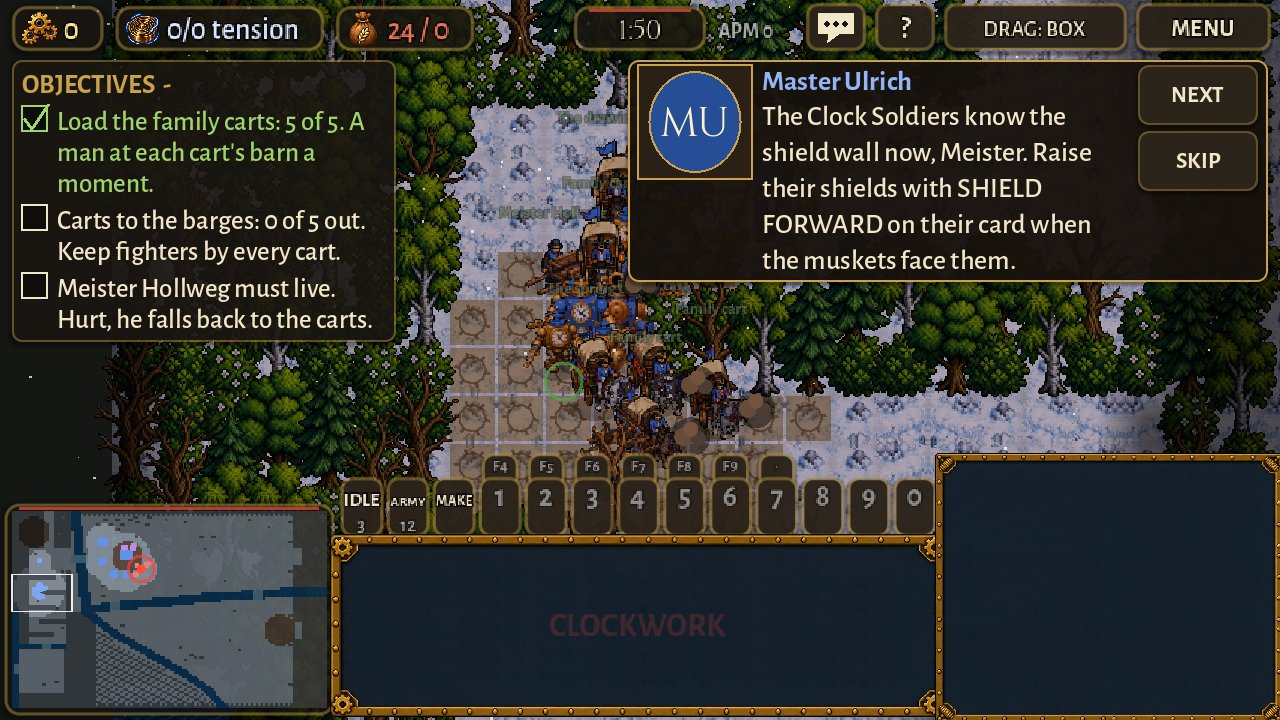 0
0/0 tension
24 / 0
1:50
APM 0
?
DRAG: BOX
MENU
OBJECTIVES -
Load the family carts: 5 of 5. A
man at each cart's barn a
moment.
Carts to the barges: 0 of 5 out.
Keep fighters by every cart.
Meister Hollweg must live.
Hurt, he falls back to the carts.
MU
Master Ulrich
The Clock Soldiers know the
shield wall now, Meister. Raise
their shields with SHIELD
FORWARD on their card when
the muskets face them.
NEXT
SKIP
Family cart
F4 F5 F6 F7 F8 F9
IDLE 3
ARMY 12
MAKE
1 2 3 4 5 6 7 8 9 0
CLOCKWORK